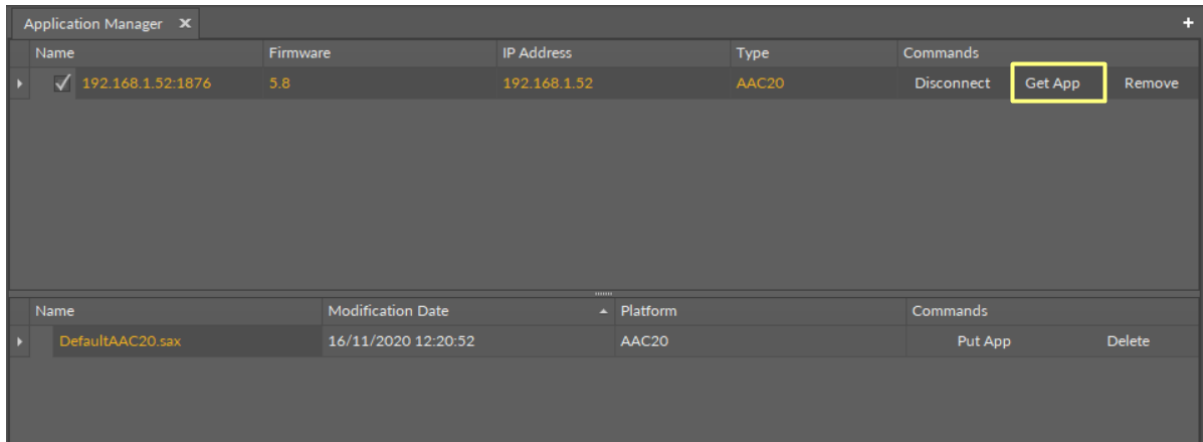 Application Manager X +
Name Firmware IP Address Type Commands
192.168.1.52:1876 5.8 192.168.1.52 AAC20 Disconnect Get App Remove
Name Modification Date Platform Commands
DefaultAAC20.sax 16/11/2020 12:20:52 AAC20 Put App Delete